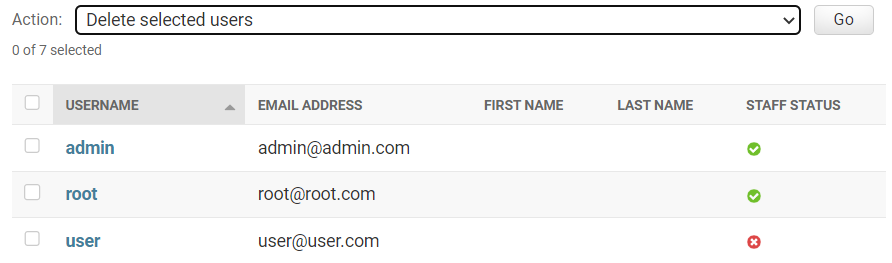 Action: Delete selected users Go
0 of 7 selected
USERNAME EMAIL ADDRESS FIRST NAME LAST NAME STAFF STATUS
admin admin@admin.com
root root@root.com
user user@user.com